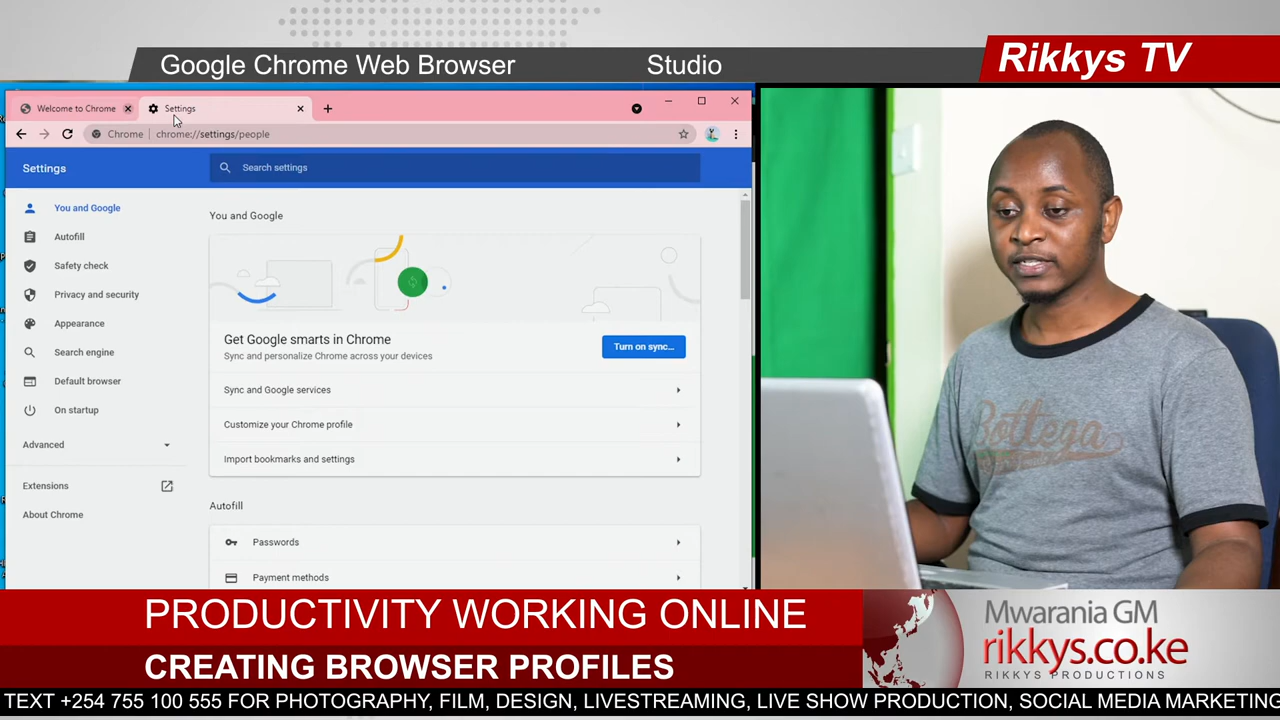 Google Chrome Web Browser
Studio
Rikkys TV
Welcome to Chrome
Settings
Chrome
chrome://settings/people
Settings
Search settings
You and Google
Autofill
Safety check
Privacy and security
Appearance
Search engine
Default browser
On startup
Advanced
Extensions
About Chrome
You and Google
Get Google smarts in Chrome
Sync and personalize Chrome across your devices
Turn on sync...
Sync and Google services
Customize your Chrome profile
Import bookmarks and settings
Autofill
Passwords
Payment methods
Bottega
PRODUCTIVITY WORKING ONLINE
CREATING BROWSER PROFILES
Mwarania GM
rikkys.co.ke
RIKKYS PRODUCTIONS
TEXT +254 755 100 555 FOR PHOTOGRAPHY, FILM, DESIGN, LIVESTREAMING, LIVE SHOW PRODUCTION, SOCIAL MEDIA MARKETING